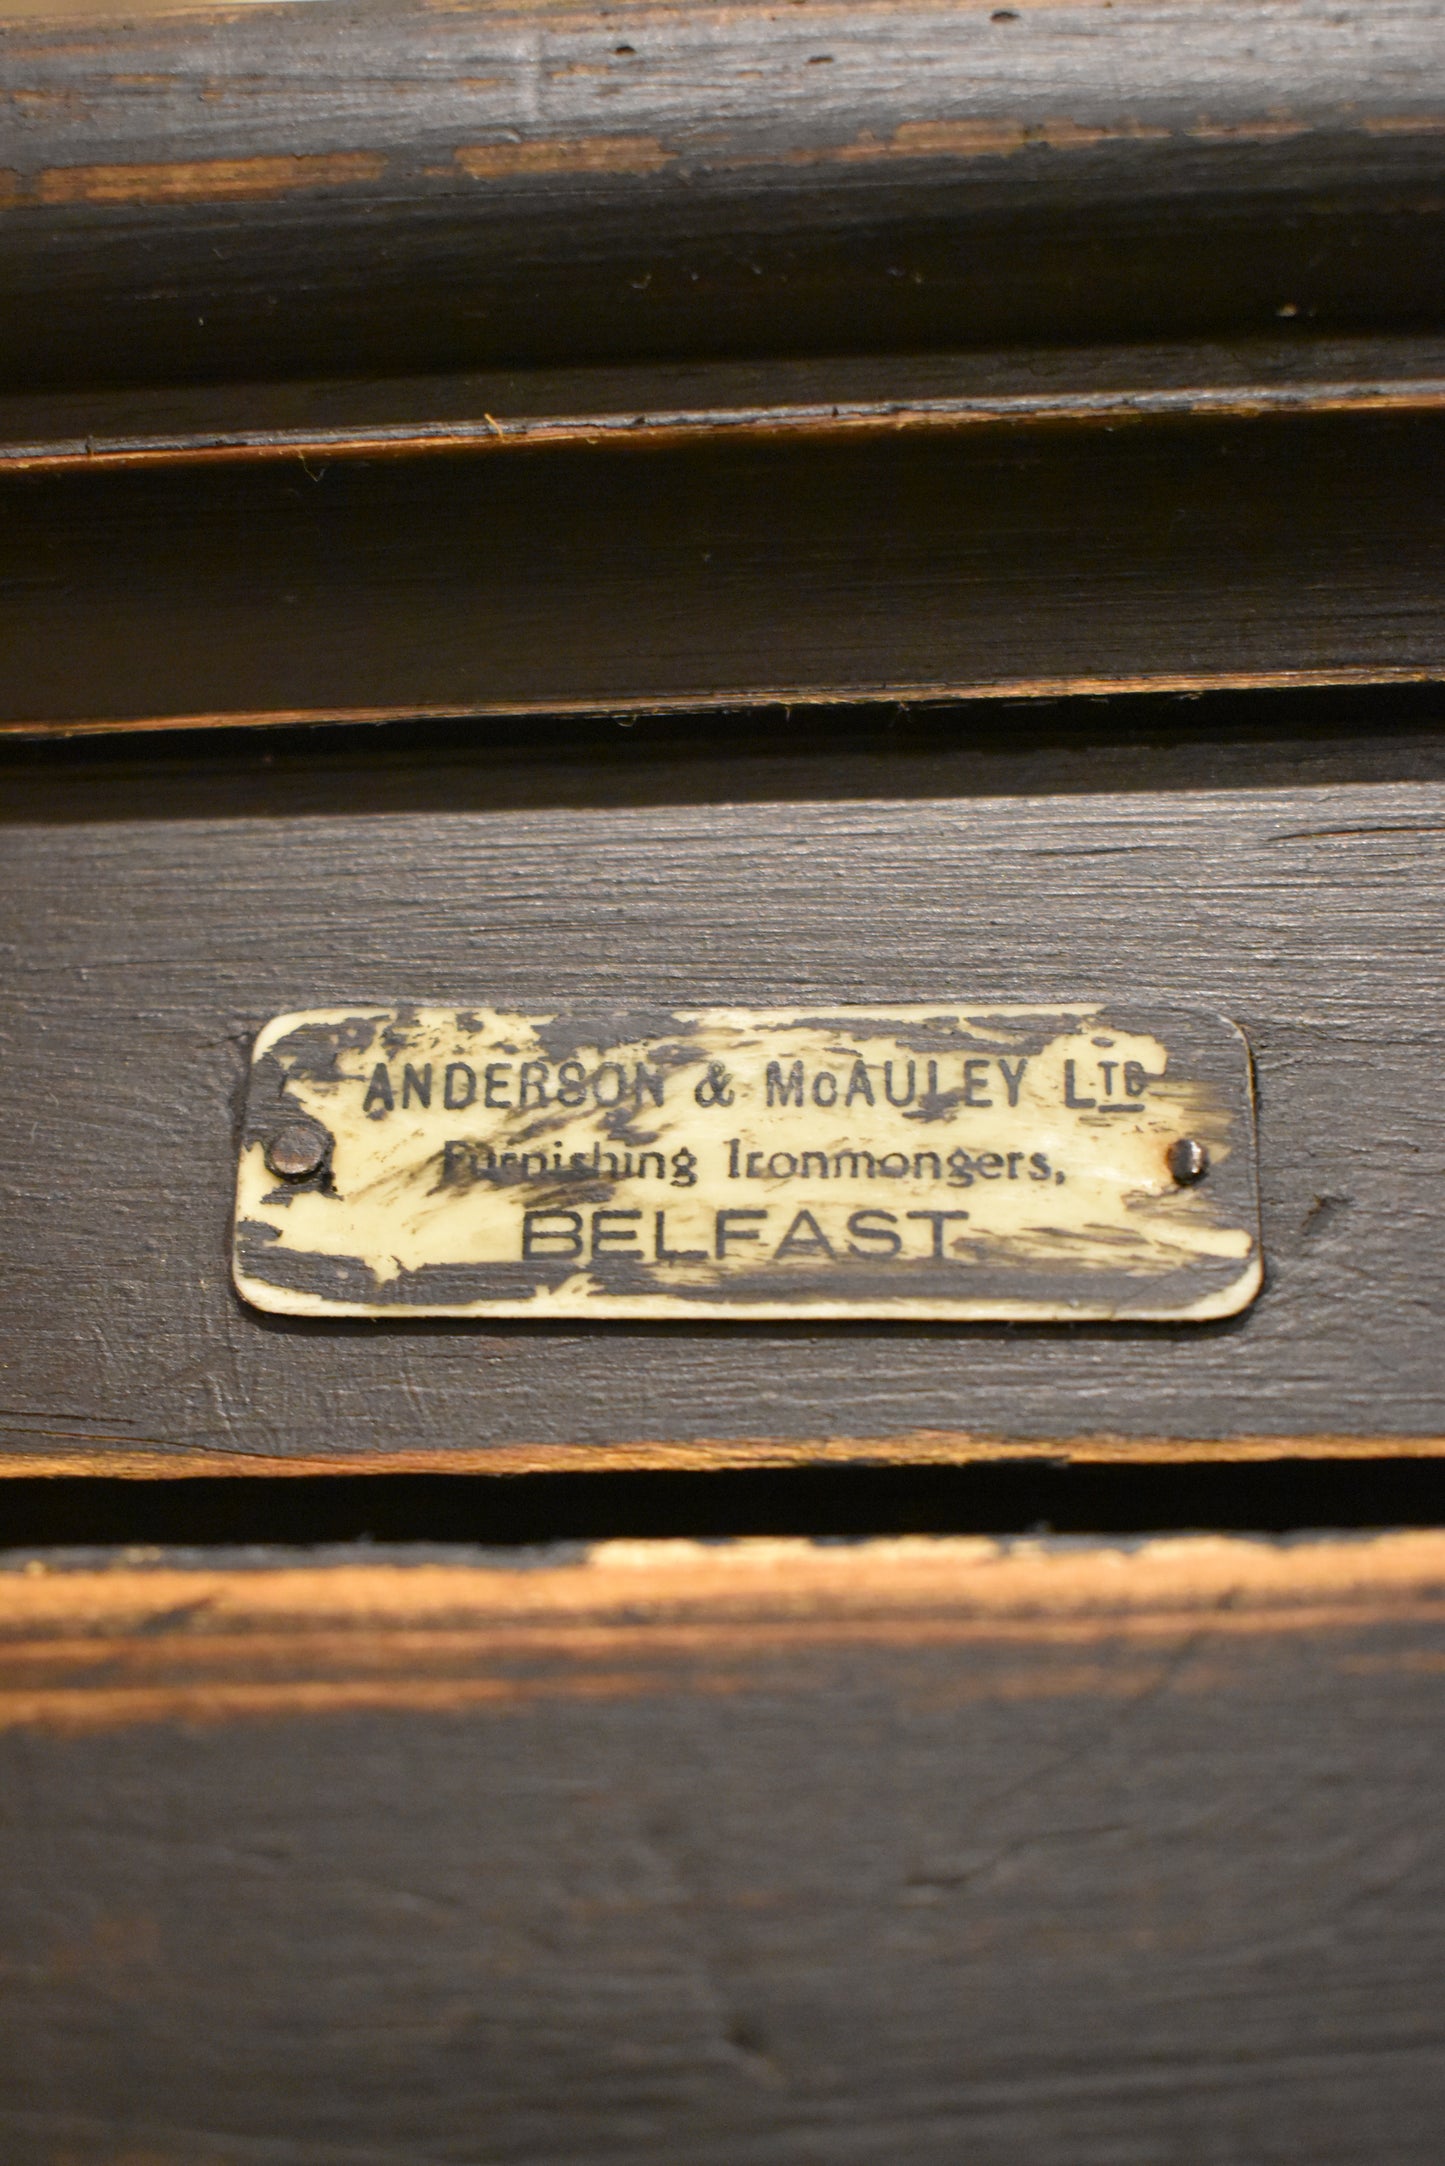 ANDERSON & McAULEY LTD
Furnishing Ironmongers,
BELFAST